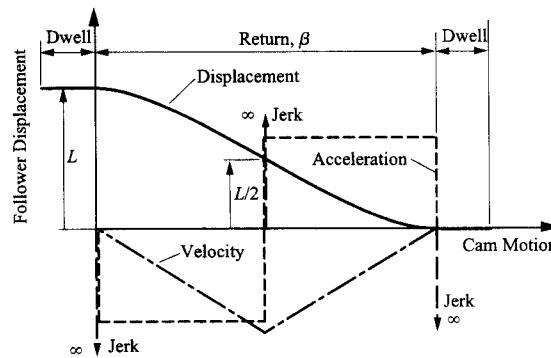 Dwell
Return, β
Dwell
Follower Displacement
Displacement
∞ Jerk
L
L/2
Acceleration
Velocity
Cam Motion
∞ Jerk
Jerk
∞